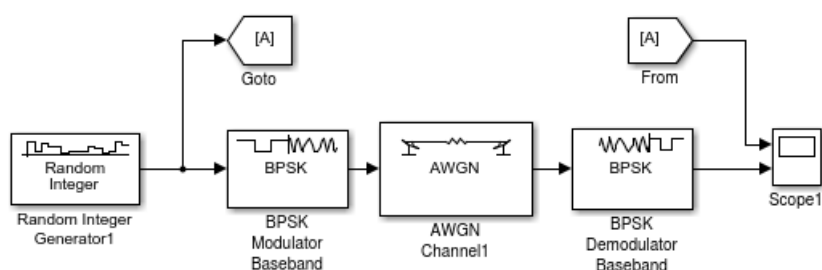 [A]
Goto
[A]
From
Random
Integer
Random Integer
Generator1
BPSK
BPSK
Modulator
Baseband
AWGN
AWGN
Channel1
BPSK
BPSK
Demodulator
Baseband
Scope1